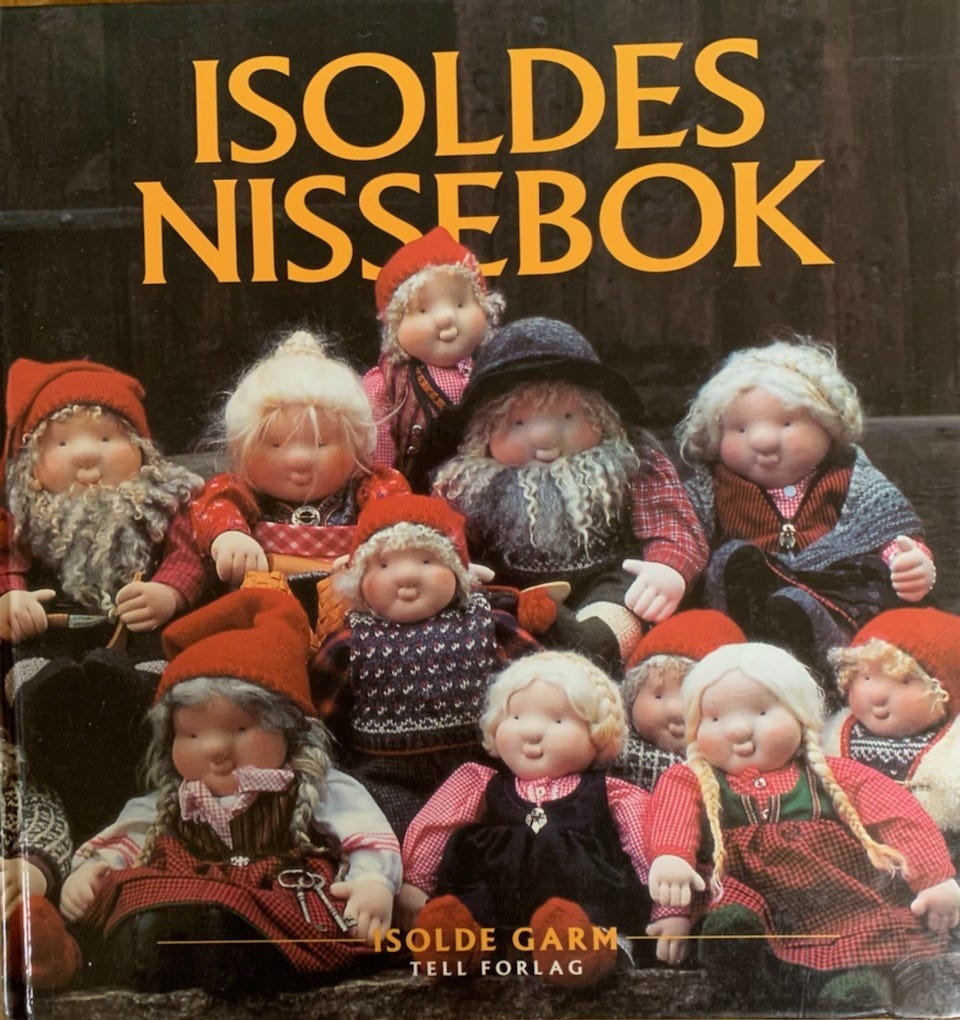 ISOLDES
NISSEBOK
ISOLDE GARM
TELL FORLAG